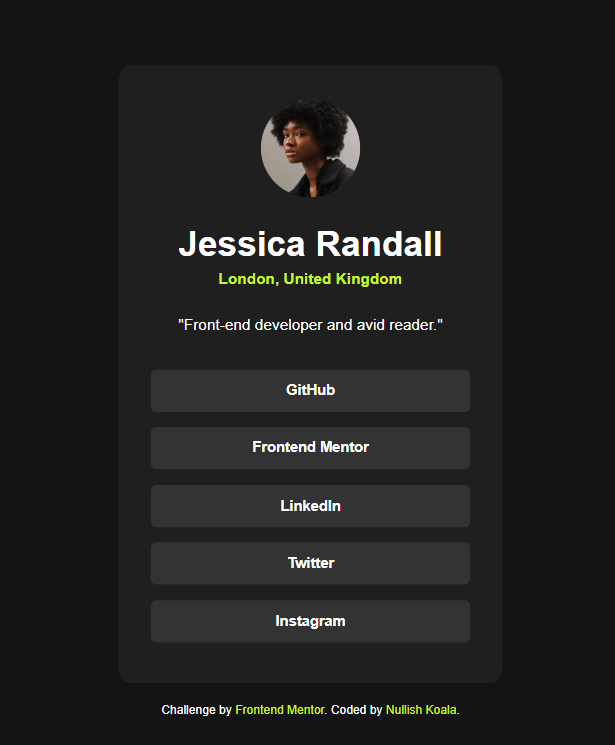 Jessica Randall
London, United Kingdom
"Front-end developer and avid reader."
GitHub
Frontend Mentor
LinkedIn
Twitter
Instagram
Challenge by Frontend Mentor. Coded by Nullish Koala.